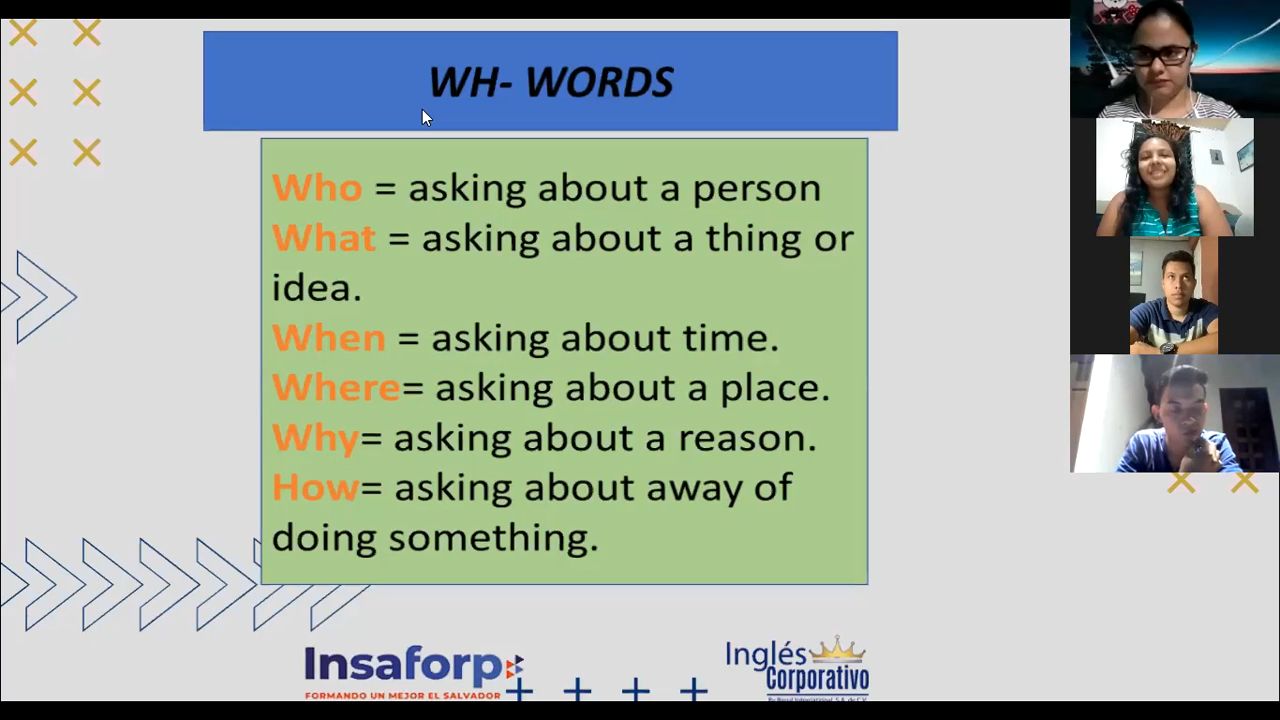 WH- WORDS
Who = asking about a person
What = asking about a thing or
idea.
When = asking about time.
Where= asking about a place.
Why= asking about a reason.
How= asking about away of
doing something.
Insaforp
FORMANDO UN MEJOR EL SALVADOR
Inglés
Corporativo